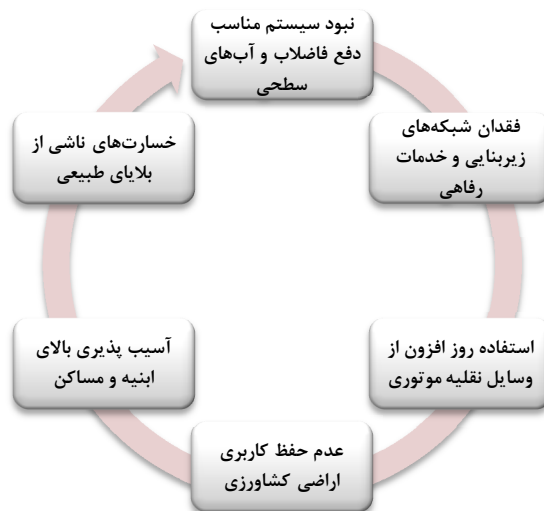 نبود سیستم مناسب
دفع فاضلاب و آب‌های
سطحی
فقدان شبکه‌های
زیربنایی و خدمات
رفاهی
استفاده روز افزون از
وسایل نقلیه موتوری
عدم حفظ کاربری
اراضی کشاورزی
آسیب پذیری بالای
ابنیه و مساکن
خسارت‌های ناشی از
بلایای طبیعی